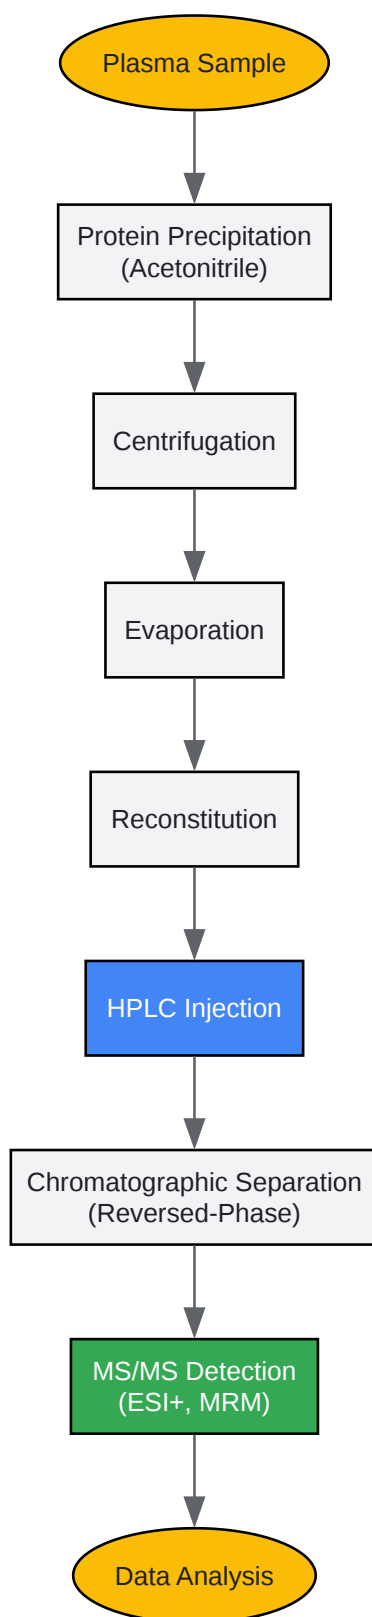 Plasma Sample
Protein Precipitation
(Acetonitrile)
Centrifugation
Evaporation
Reconstitution
HPLC Injection
Chromatographic Separation
(Reversed-Phase)
MS/MS Detection
(ESI+, MRM)
Data Analysis